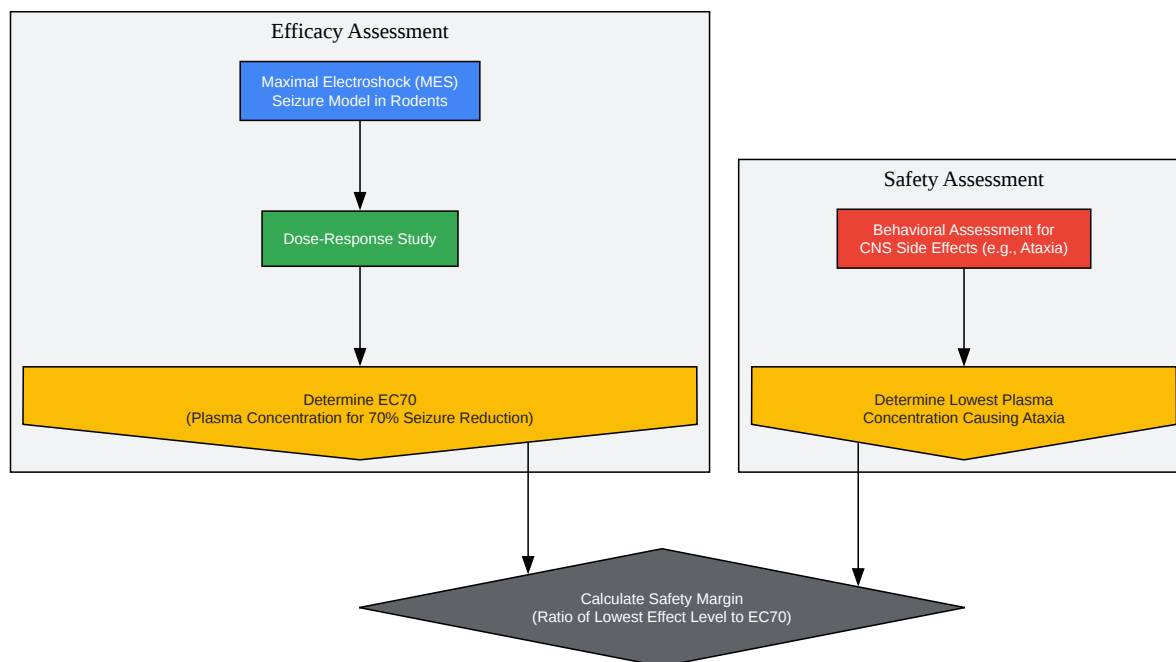 Efficacy Assessment
Maximal Electroshock (MES)
Seizure Model in Rodents
Dose-Response Study
Determine EC70
(Plasma Concentration for 70% Seizure Reduction)
Safety Assessment
Behavioral Assessment for
CNS Side Effects (e.g., Ataxia)
Determine Lowest Plasma
Concentration Causing Ataxia
Calculate Safety Margin
(Ratio of Lowest Effect Level to EC70)